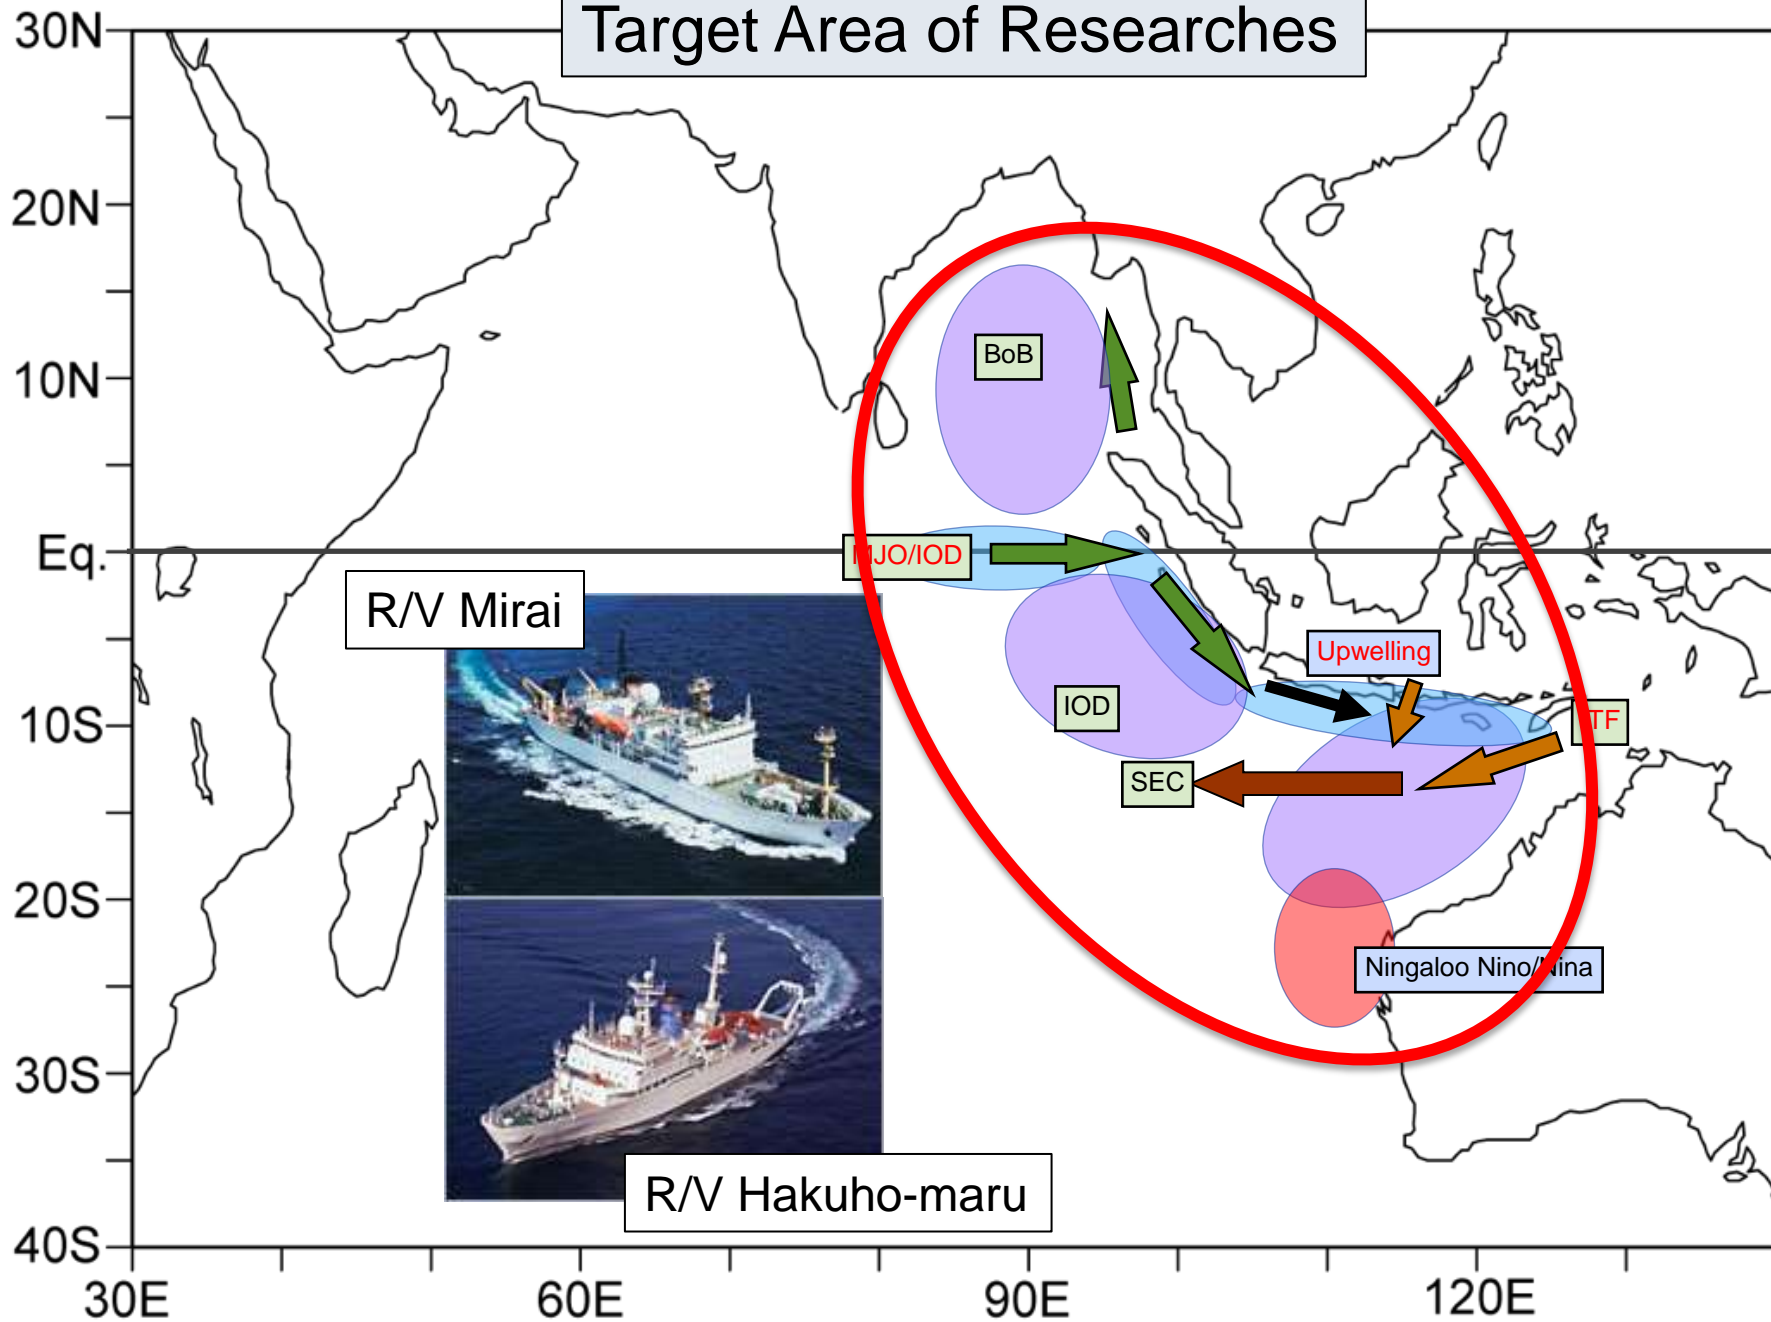 Target Area of Researches
30N
20N
10N
Eq.
10S
20S
30S
40S
30E
60E
90E
120E
BoB
MJO/IOD
R/V Mirai
Upwelling
IOD
ITF
SEC
Ningaloo Nino/Nina
R/V Hakuho-maru